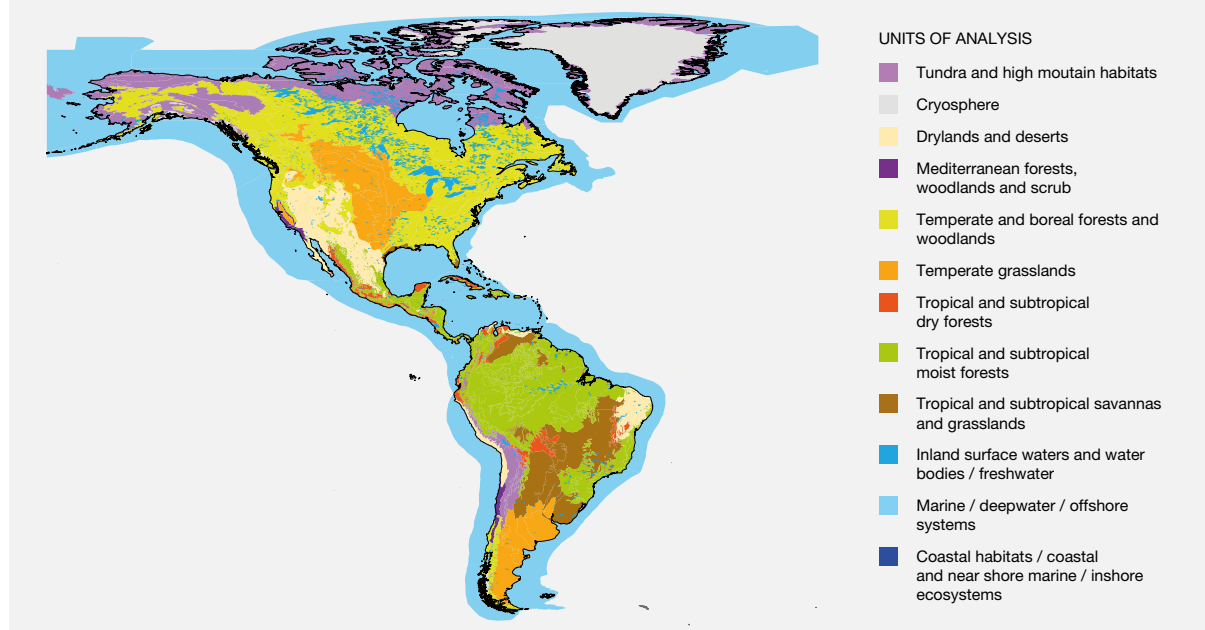 UNITS OF ANALYSIS
Tundra and high moutain habitats
Cryosphere
Drylands and deserts
Mediterranean forests,
woodlands and scrub
Temperate and boreal forests and
woodlands
Temperate grasslands
Tropical and subtropical
dry forests
Tropical and subtropical
moist forests
Tropical and subtropical savannas
and grasslands
Inland surface waters and water
bodies / freshwater
Marine / deepwater / offshore
systems
Coastal habitats / coastal
and near shore marine / inshore
ecosystems